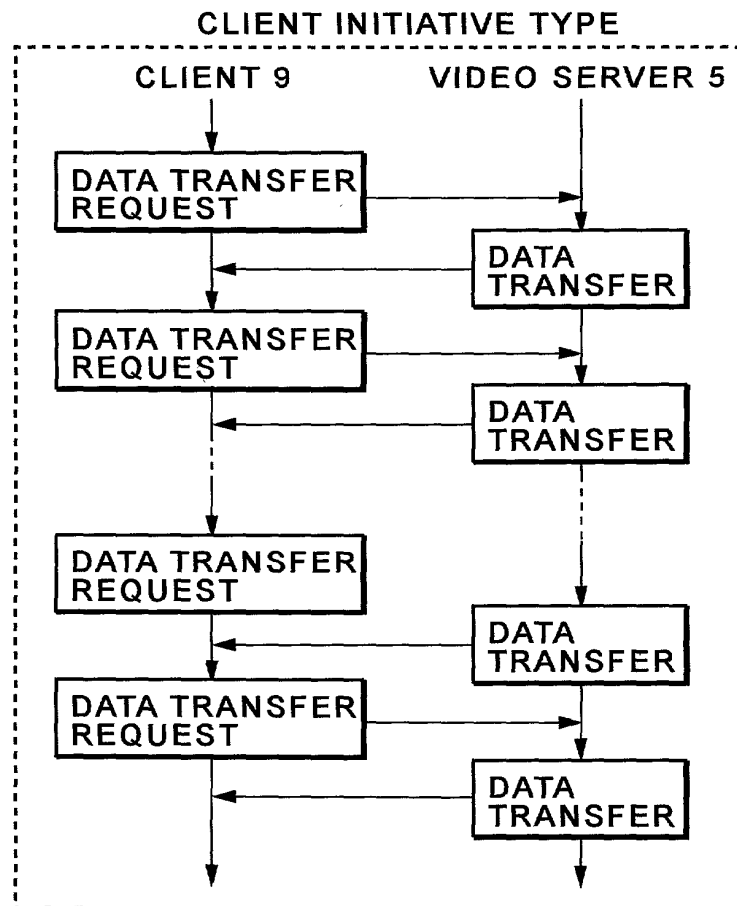 CLIENT INITIATIVE TYPE
CLIENT 9
VIDEO SERVER 5
DATA TRANSFER
REQUEST
DATA
TRANSFER
DATA TRANSFER
REQUEST
DATA
TRANSFER
DATA TRANSFER
REQUEST
DATA
TRANSFER
DATA TRANSFER
REQUEST
DATA
TRANSFER